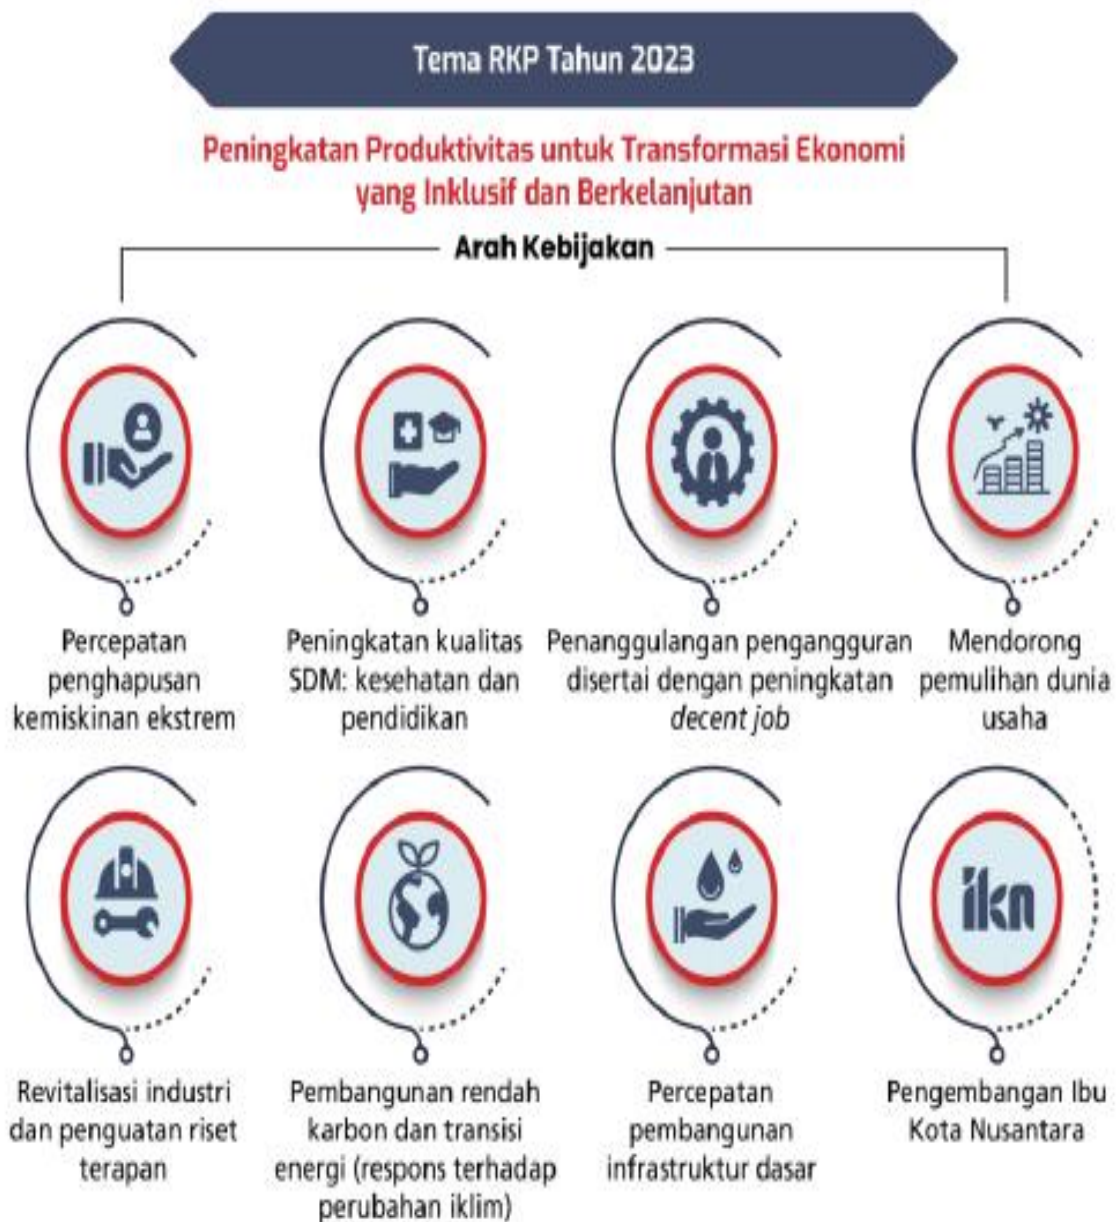 Tema RKP Tahun 2023
Peningkatan Produktivitas untuk Transformasi Ekonomi
yang Inklusif dan Berkelanjutan
Arah Kebijakan
Percepatan
penghapusan
kemiskinan ekstrem
Peningkatan kualitas
SDM: kesehatan dan
pendidikan
Penanggulangan pengangguran
disertai dengan peningkatan
decent job
Mendorong
pemulihan dunia
usaha
Revitalisasi industri
dan penguatan riset
terapan
Pembangunan rendah
karbon dan transisi
energi (respons terhadap
perubahan iklim)
Percepatan
pembangunan
infrastruktur dasar
ikn
Pengembangan Ibu
Kota Nusantara